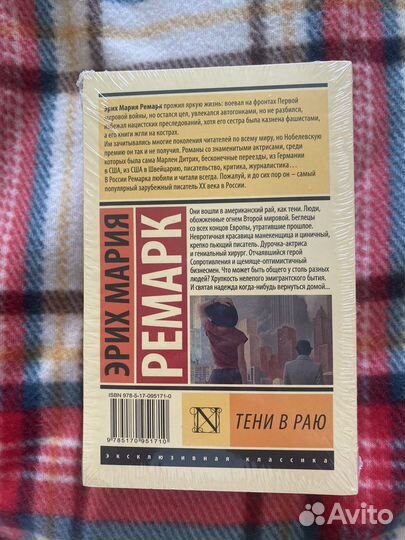 Эрих Мария Ремарк прожил яркую жизнь: воевал на фронтах Первой
мировой войны, но остался цел, увлекался автогонками, но не разбился,
избежал нацистских преследований, хотя его сестра была казнена фашистами,
а его книги жгли на кострах.
Им зачитывались многие поколения читателей по всему миру, но Нобелевскую
премию он так и не получил. Романы со знаменитыми актрисами, среди
которых была сама Марлен Дитрих, бесконечные переезды, из Германии
в США, из США в Швейцарию, писательство, критика, журналистика...
В России Ремарка любили и читали всегда. Пожалуй, и до сих пор он – самый
популярный зарубежный писатель XX века в России.
ЭРИХ МАРИЯ
РЕМАРК
Они вошли в американский рай, как тени. Люди,
обожженные огнем Второй мировой. Беглецы
со всех концов Европы, утратившие прошлое.
Невротичная красавица манекенщица и циничный,
крепко пьющий писатель. Дурочка-актриса
и гениальный хирург. Отчаявшийся герой
Сопротивления и щемяще-оптимистичный
бизнесмен. Что может быть общего у столь разных
людей? Хрупкость нелепого эмигрантского бытия.
И святая надежда когда-нибудь вернуться домой...
ISBN 978-5-17-095171-0
9 785170 951710
N
ТЕНИ В РАЮ
эксклюзивная классика
Avito